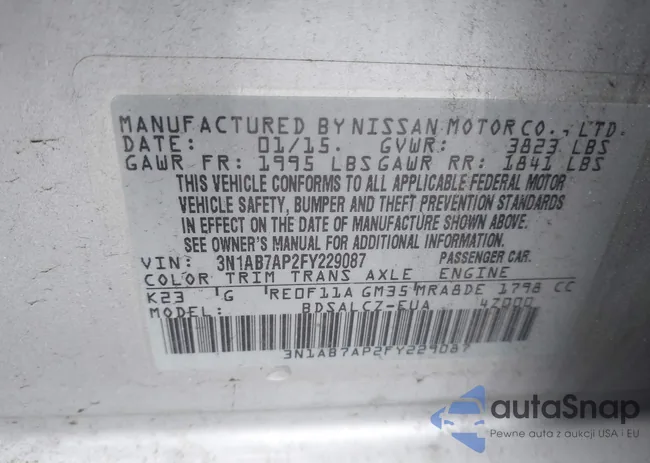 MANUFACTURED BY NISSAN MOTOR CO., LTD.
DATE: 01/15. GVWR: 3823 LBS
GAWR FR: 1995 LBS GAWR RR: 1841 LBS
THIS VEHICLE CONFORMS TO ALL APPLICABLE FEDERAL MOTOR
VEHICLE SAFETY, BUMPER AND THEFT PREVENTION STANDARDS
IN EFFECT ON THE DATE OF MANUFACTURE SHOWN ABOVE.
SEE OWNER'S MANUAL FOR ADDITIONAL INFORMATION.
VIN: 3N1AB7AP2FY229087 PASSENGER CAR.
COLOR TRIM TRANS AXLE ENGINE
K23 G RE0F11A GM35 MRA8DE 1798 CC
MODEL: BDSALCZ-EUA 4Z000
3N1AB7AP2FY229087
autaSnap
Pewne auta z aukcji USA i EU